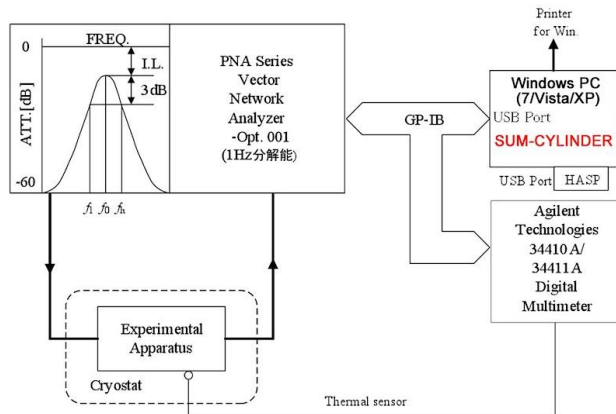 FREQ.
0
I.L.
3dB
ATT.[dB]
-60
f1 f0 fh
PNA Series
Vector
Network
Analyzer
-Opt. 001
(1Hz分解能)
GP-IB
Printer
for Win.
Windows PC
(7/Vista/XP)
USB Port
SUM-CYLINDER
USB Port
HASP
Agilent
Technologies
34410A/
34411A
Digital
Multimeter
Experimental
Apparatus
Cryostat
Thermal sensor